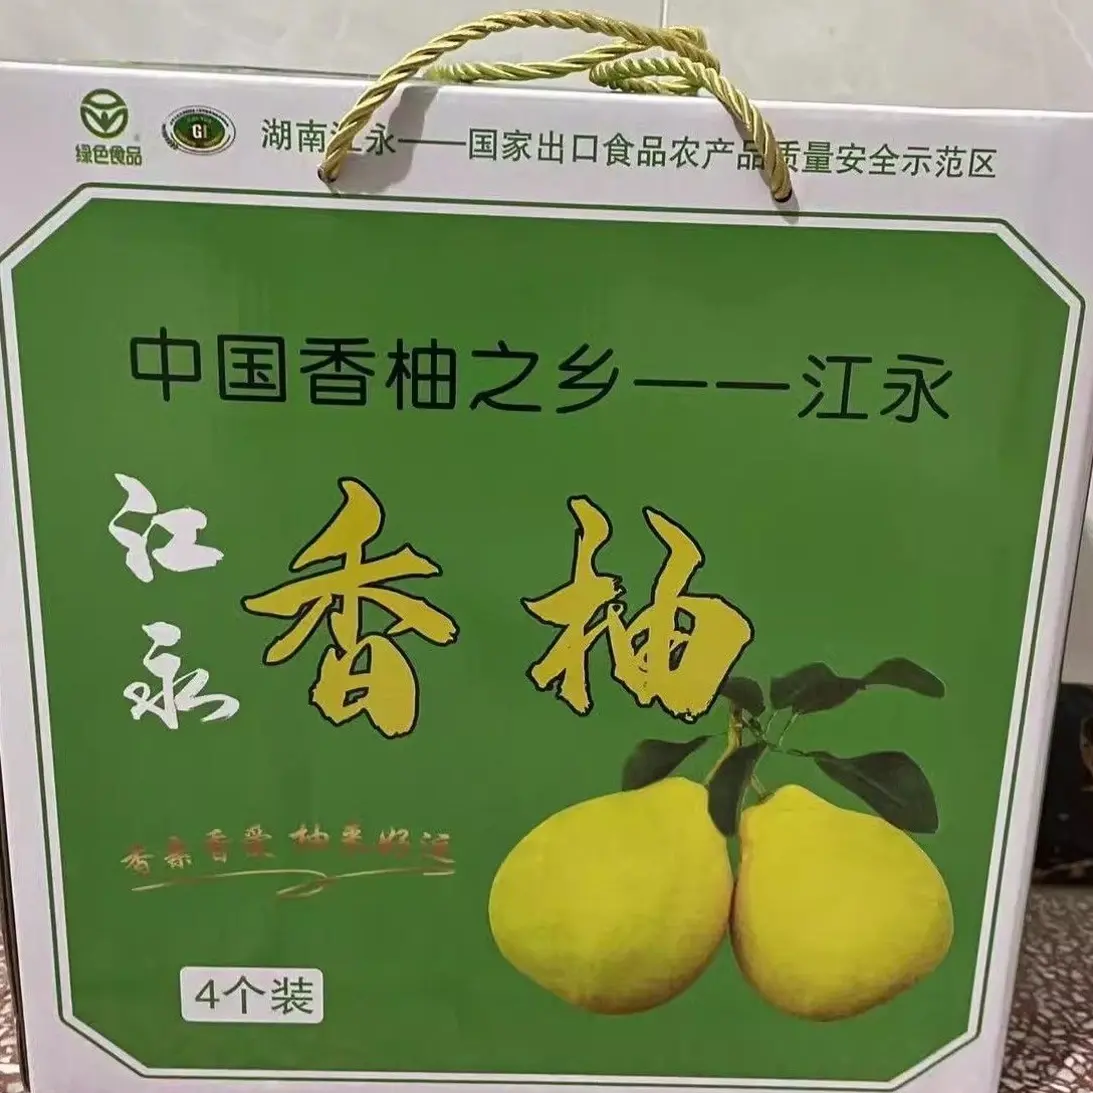 绿色食品
GI
湖南江永——国家出口食品农产品质量安全示范区
中国香柚之乡——江永
江永
香柚
4个装